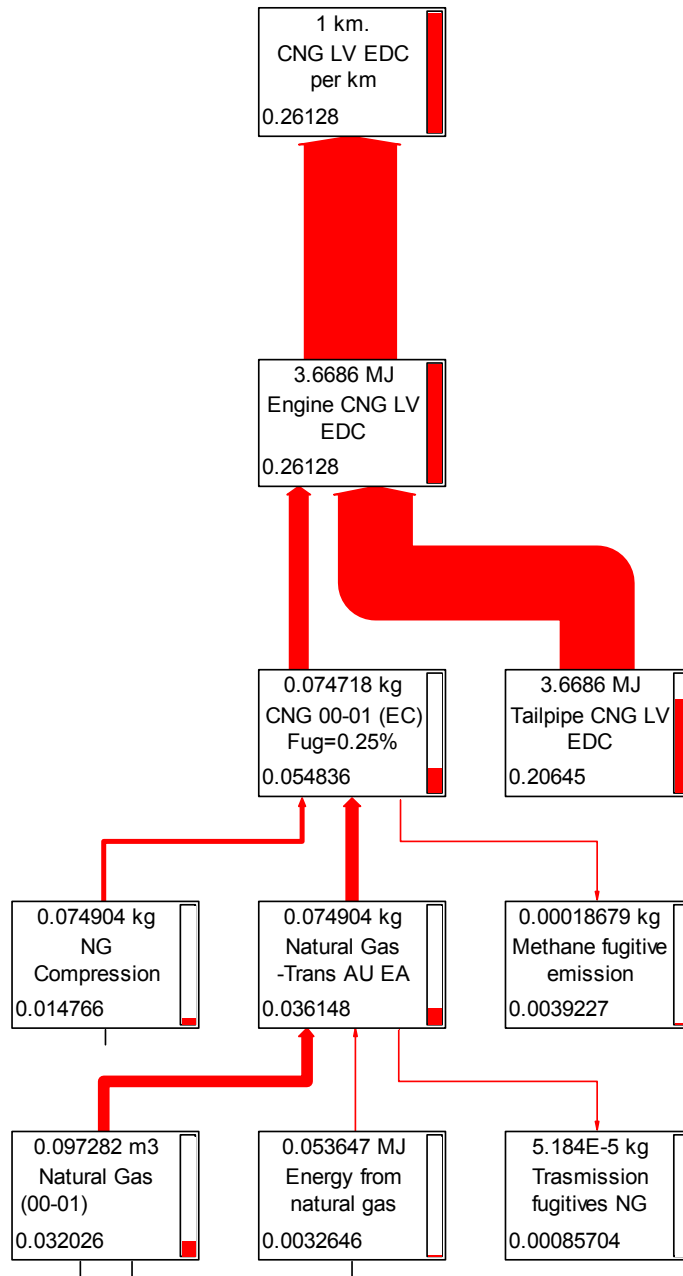 1 km.
CNG LV EDC
per km
0.26128
3.6686 MJ
Engine CNG LV
EDC
0.26128
0.074718 kg
CNG 00-01 (EC)
Fug=0.25%
0.054836
3.6686 MJ
Tailpipe CNG LV
EDC
0.20645
0.074904 kg
NG
Compression
0.014766
0.074904 kg
Natural Gas
-Trans AU EA
0.036148
0.00018679 kg
Methane fugitive
emission
0.0039227
0.097282 m3
Natural Gas
(00-01)
0.032026
0.053647 MJ
Energy from
natural gas
0.0032646
5.184E-5 kg
Trasmission
fugitives NG
0.00085704